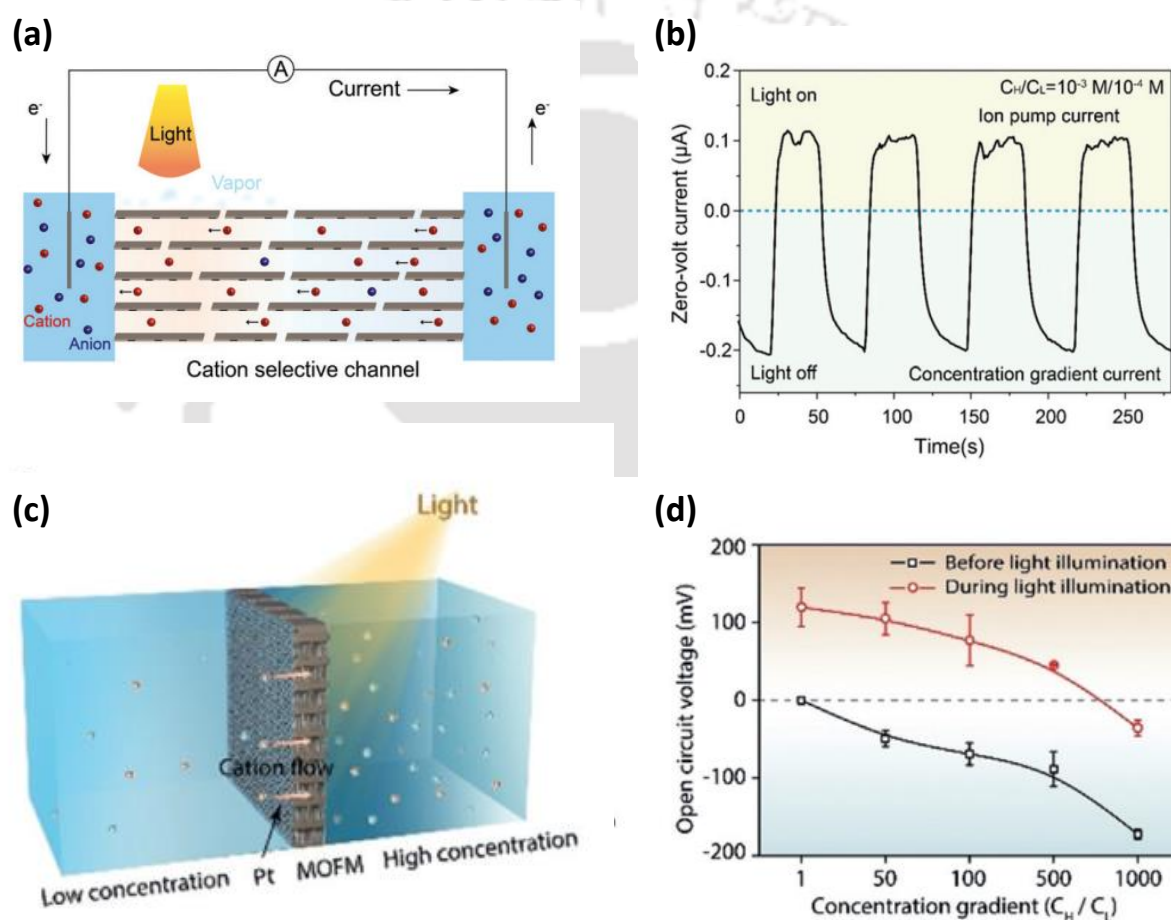 (a)
A
Current
e-
Light
e-
Vapor
Cation
Anion
Cation selective channel
(b)
0.2
0.1
0.0
-0.1
-0.2
Zero-volt current (μA)
Light on
CH/CL=10-3 M/10-4 M
Ion pump current
Light off
Concentration gradient current
0 50 100 150 200 250
Time(s)
(c)
Light
Cation flow
Low concentration Pt MOFM High concentration
(d)
200
100
0
-100
-200
Open circuit voltage (mV)
Before light illumination
During light illumination
1 50 100 500 1000
Concentration gradient (CH / CL)